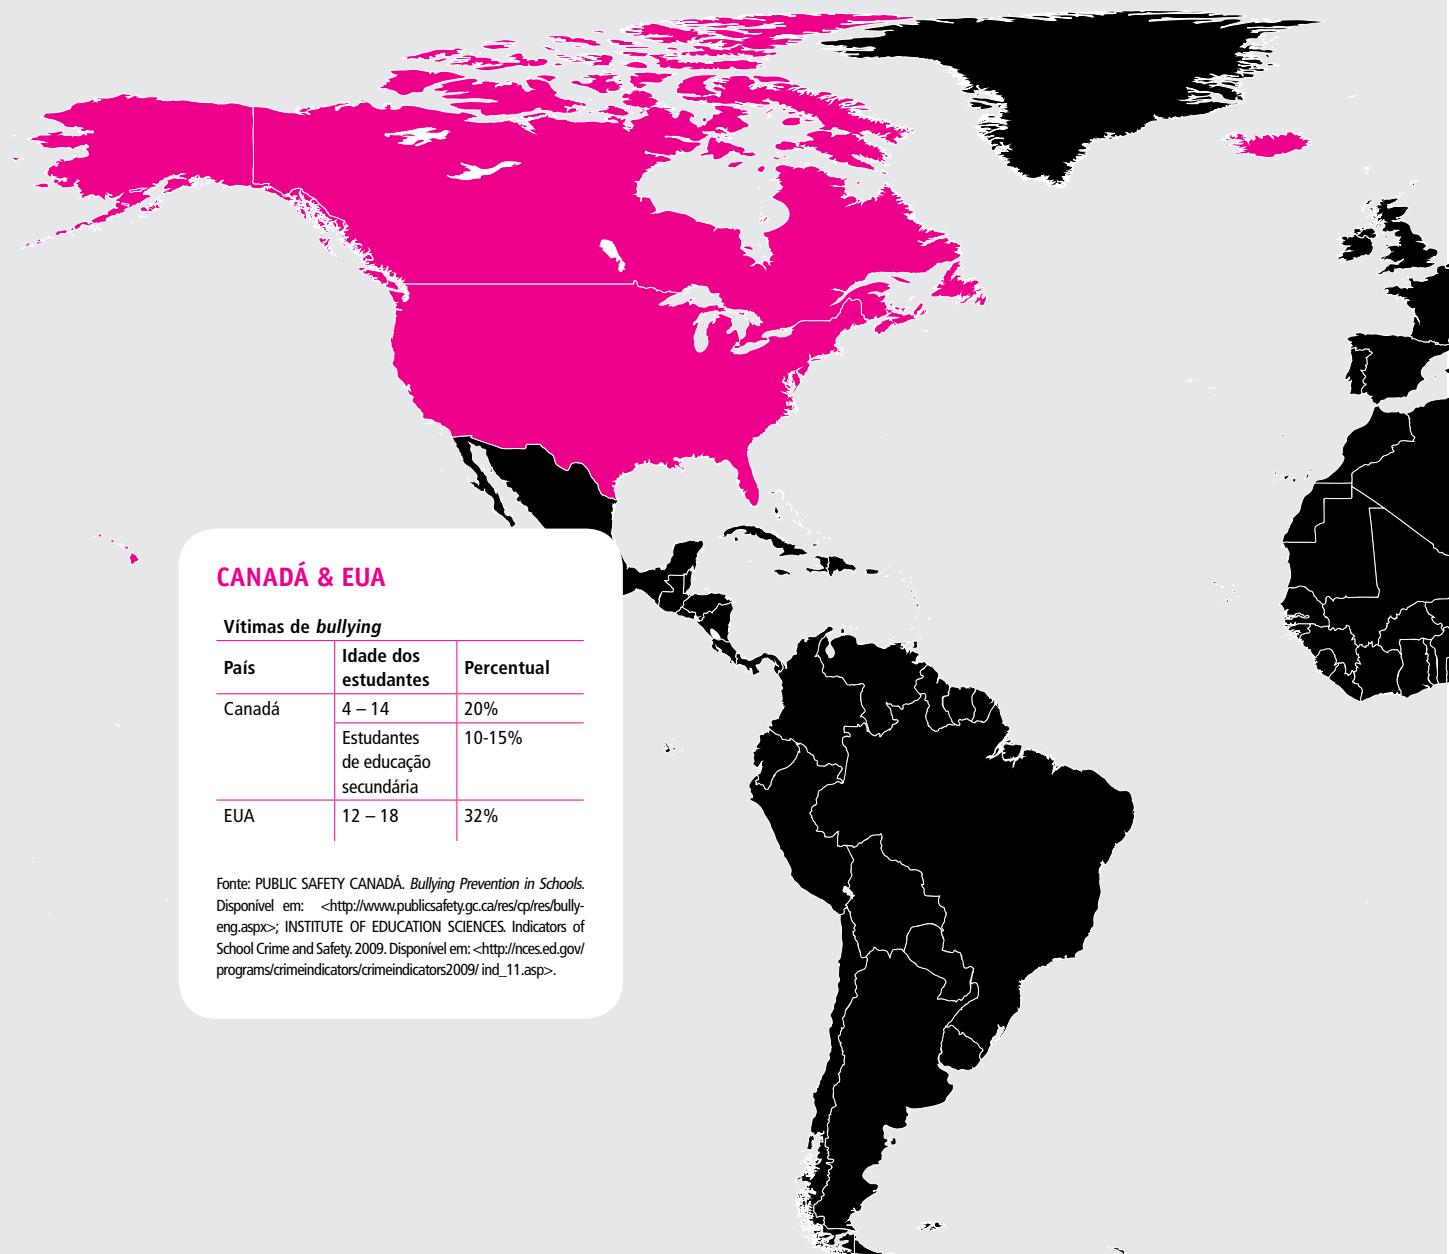 CANADÁ & EUA
Vítimas de bullying
País
Idade dos
estudantes
Percentual
Canadá
4 – 14
20%
Estudantes
de educação
secundária
10-15%
EUA
12 – 18
32%
Fonte: PUBLIC SAFETY CANADÁ. Bullying Prevention in Schools.
Disponível em: <http://www.publicsafety.gc.ca/res/cp/res/bully-
eng.aspx>; INSTITUTE OF EDUCATION SCIENCES. Indicators of
School Crime and Safety. 2009. Disponível em: <http://nces.ed.gov/
programs/crimeindicators/crimeindicators2009/ ind_11.asp>.